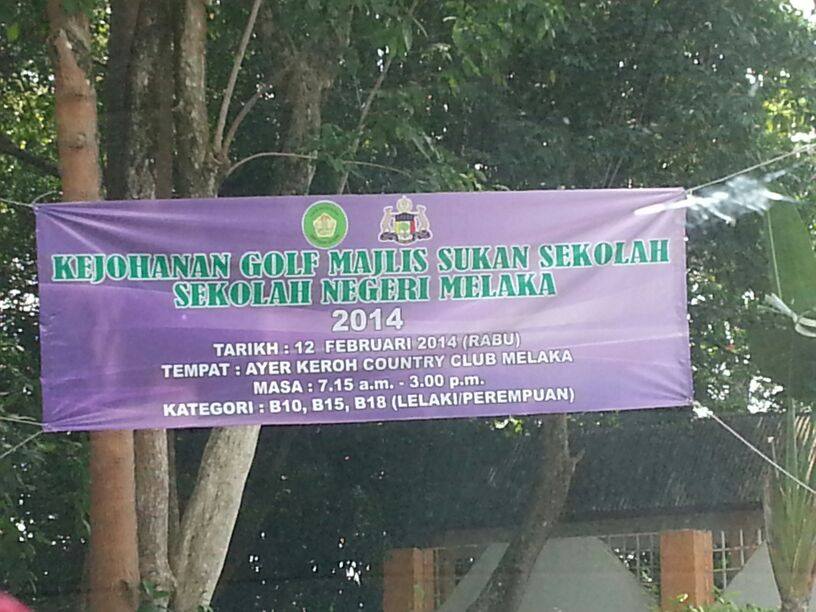 KEJOHANAN GOLF MAJLIS SUKAN SEKOLAH
SEKOLAH NEGERI MELAKA
2014
TARIKH : 12 FEBRUARI 2014 (RABU)
TEMPAT : AYER KEROH COUNTRY CLUB MELAKA
MASA : 7.15 a.m. - 3.00 p.m.
KATEGORI : B10, B15, B18 (LELAKI/PEREMPUAN)